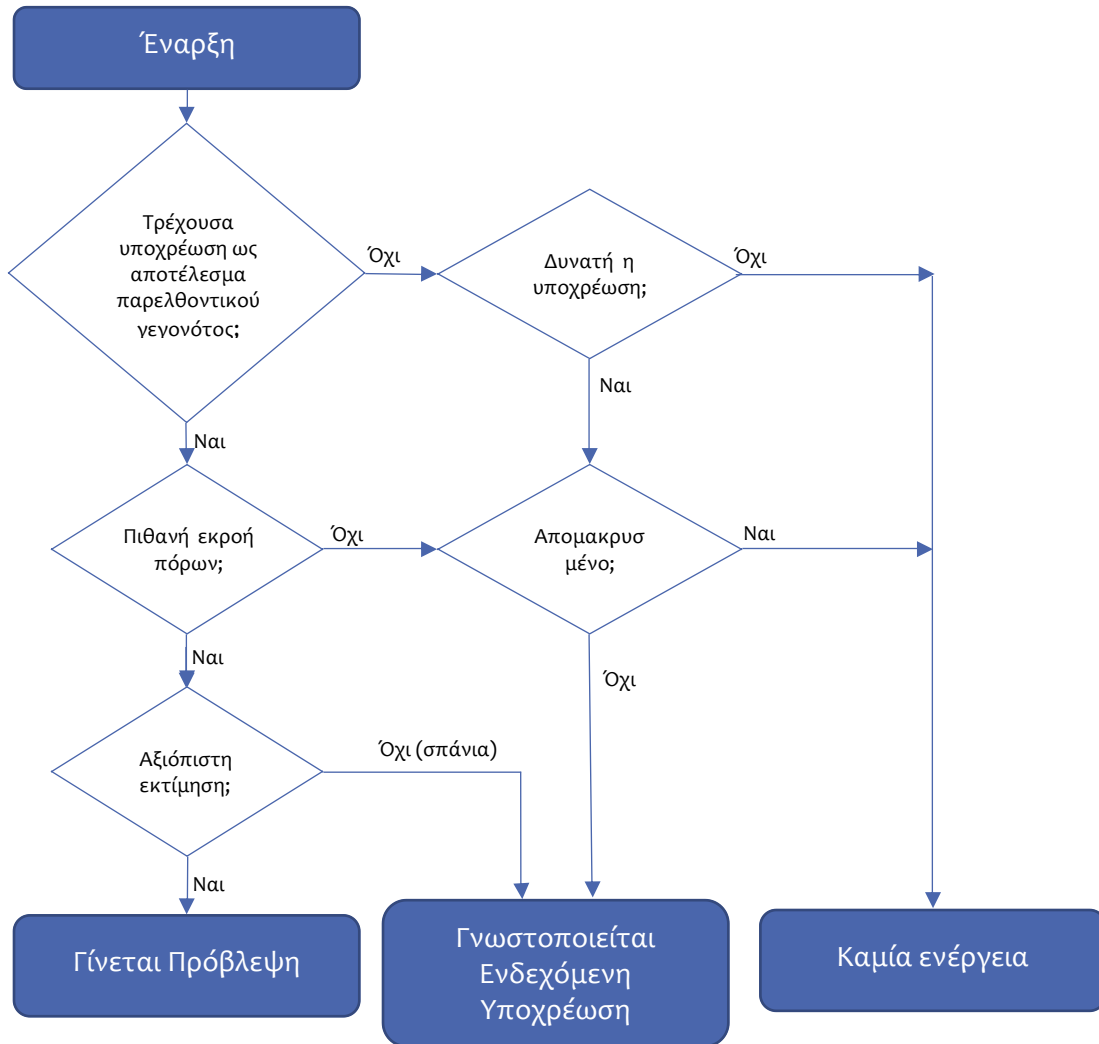 Έναρξη
Τρέχουσα
υποχρέωση ως
αποτέλεσμα
παρελθοντικού
γεγονότος;
Όχι
Δυνατή η
υποχρέωση;
Όχι
Ναι
Ναι
Πιθανή εκροή
πόρων;
Όχι
Απομακρυσ
μένο;
Ναι
Ναι
Όχι
Αξιόπιστη
εκτίμηση;
Όχι (σπάνια)
Ναι
Γίνεται Πρόβλεψη
Γνωστοποιείται
Ενδεχόμενη
Υποχρέωση
Καμία ενέργεια